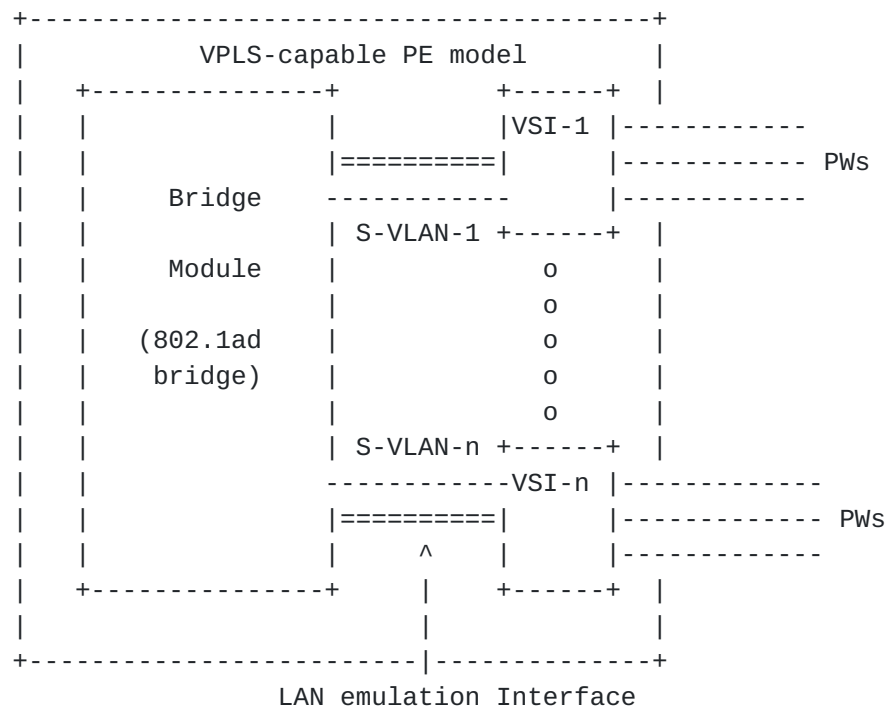 VPLS-capable PE model
VSI-1
PWs
Bridge
S-VLAN-1
Module o
o
(802.1ad o
bridge) o
o
S-VLAN-n
VSI-n
PWs
^
LAN emulation Interface